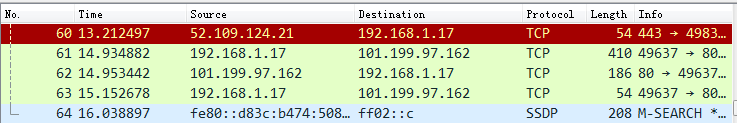 No. Time Source Destination Protocol Length Info
60 13.212497 52.109.124.21 192.168.1.17 TCP 54 443 → 4983…
61 14.934882 192.168.1.17 101.199.97.162 TCP 410 49637 → 80…
62 14.953442 101.199.97.162 192.168.1.17 TCP 186 80 → 49637…
63 15.152678 192.168.1.17 101.199.97.162 TCP 54 49637 → 80…
64 16.038897 fe80::d83c:b474:508… ff02::c SSDP 208 M-SEARCH *…